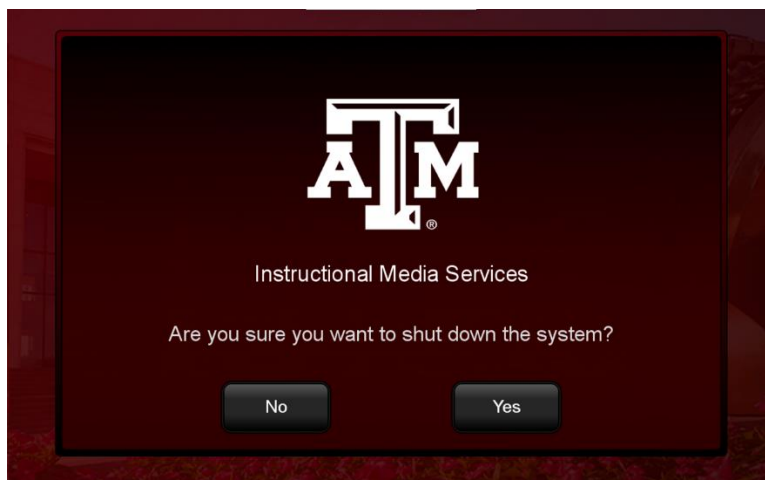 ATM
®
Instructional Media Services
Are you sure you want to shut down the system?
No
Yes